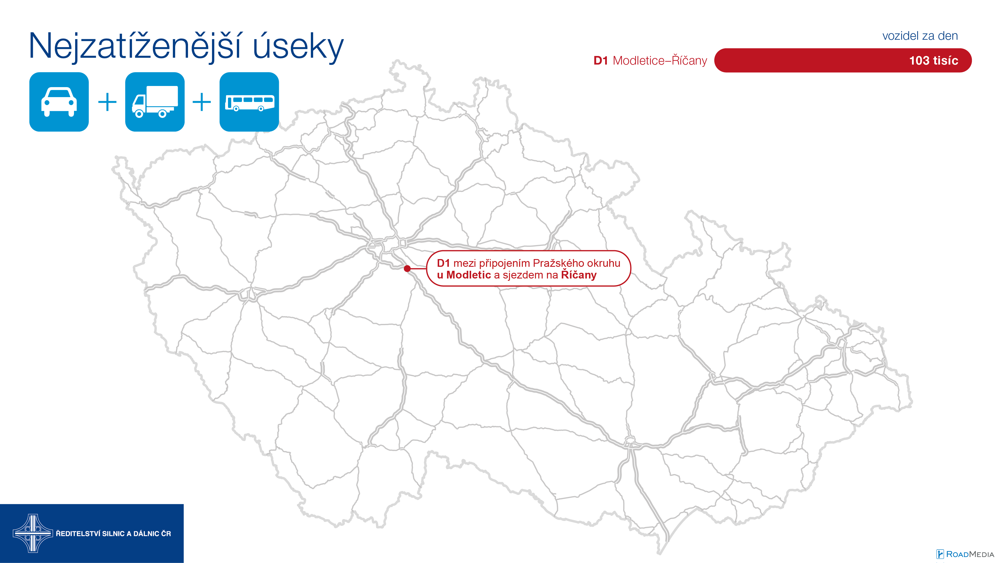 Nejzatíženější úseky
vozidel za den
D1 Modletice–Říčany
103 tisíc
D1 mezi připojením Pražského okruhu
u Modletic a sjezdem na Říčany
ŘEDITELSTVÍ SILNIC A DÁLNIC ČR
ROADMEDIA